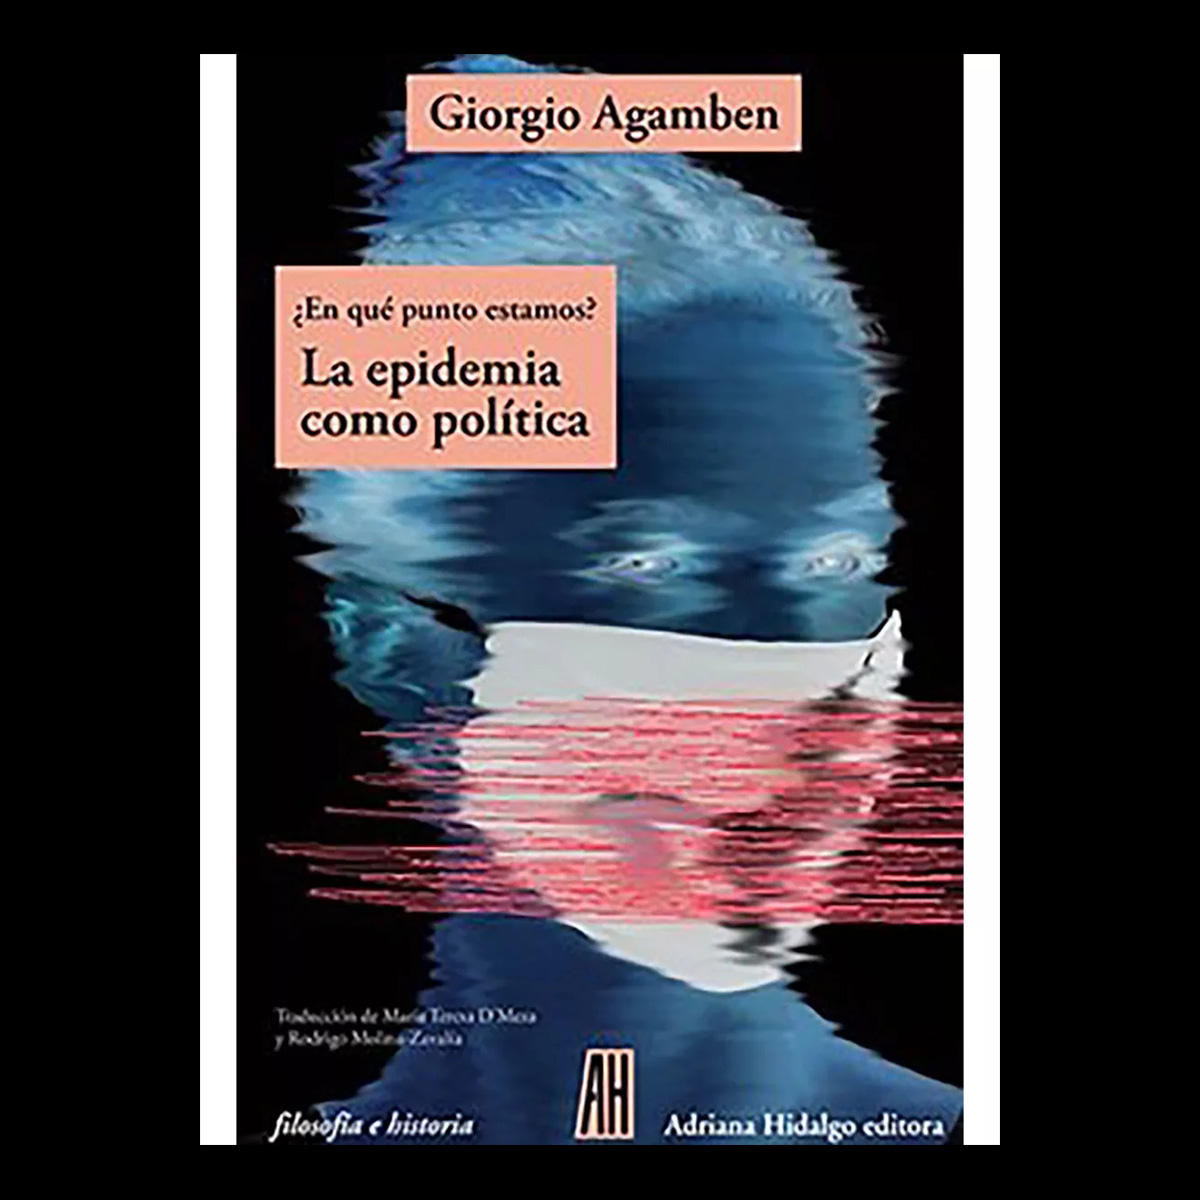 Giorgio Agamben
¿En qué punto estamos?
La epidemia
como política
Traducción de María Teresa D'Meza
y Rodrigo Molina-Zavalía
AH
filosofía e historia
Adriana Hidalgo editora